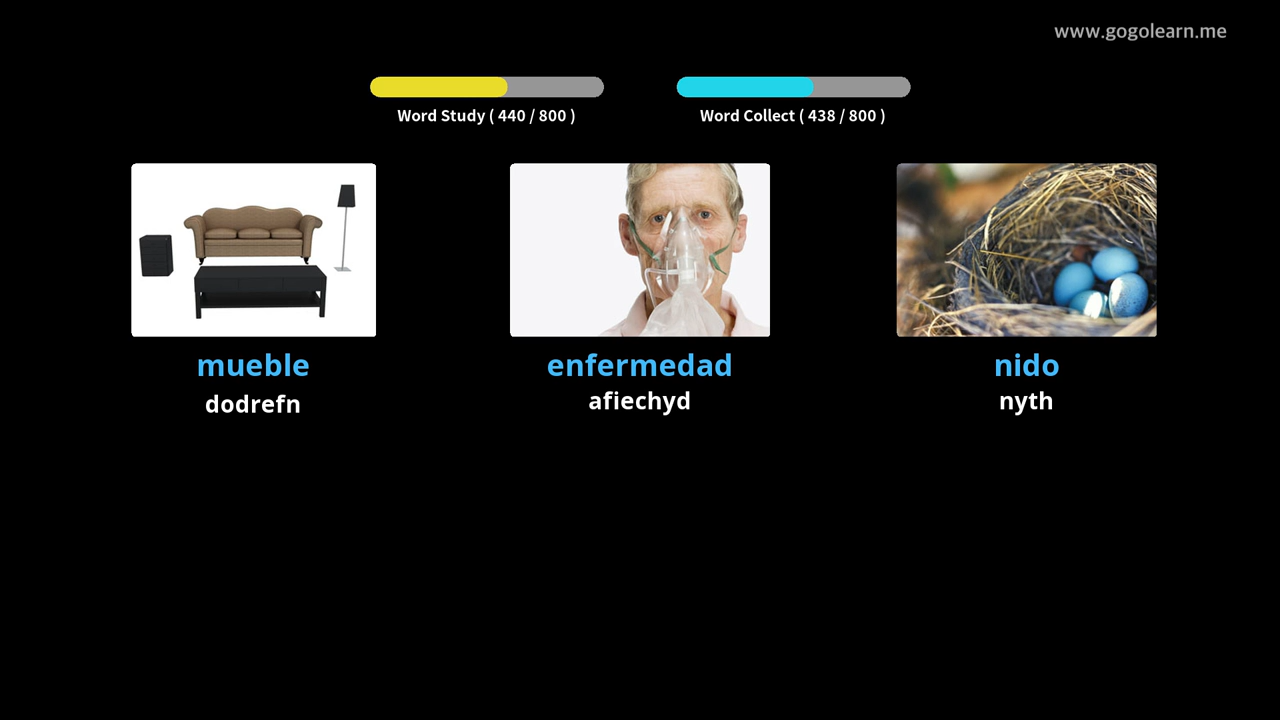 www.gogolearn.me
Word Study ( 440 / 800 )
Word Collect ( 438 / 800 )
mueble
dodrefn
enfermedad
afiechyd
nido
nyth